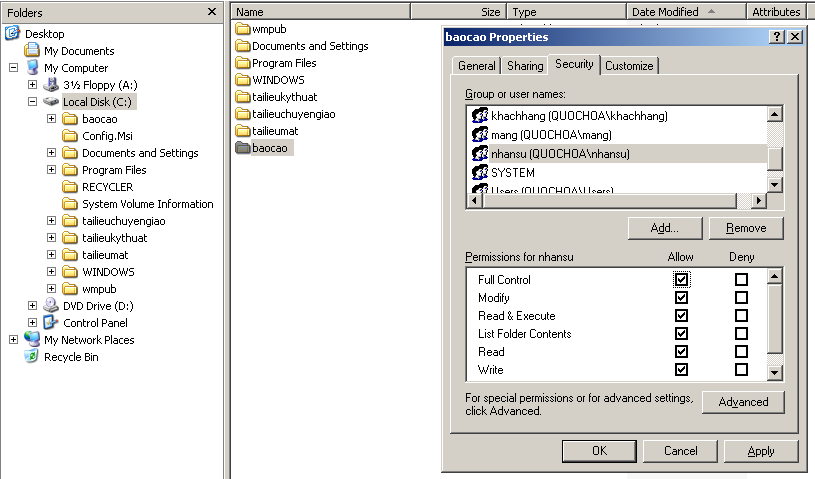 Folders
Desktop
My Documents
My Computer
3½ Floppy (A:)
Local Disk (C:)
baocao
Config.Msi
Documents and Settings
Program Files
RECYCLER
System Volume Information
tailieuchuyengiao
tailieukythuat
tailieumat
WINDOWS
wmpub
DVD Drive (D:)
Control Panel
My Network Places
Recycle Bin
Name Size Type Date Modified Attributes
wmpub
Documents and Settings
Program Files
WINDOWS
tailieukythuat
tailieuchuyengiao
tailieumat
baocao
baocao Properties
General Sharing Security Customize
Group or user names:
khachhang (QUOCHOA\khachhang)
mang (QUOCHOA\mang)
nhansu (QUOCHOA\nhansu)
SYSTEM
Users (QUOCHOA\Users)
Add... Remove
Permissions for nhansu Allow Deny
Full Control
Modify
Read & Execute
List Folder Contents
Read
Write
For special permissions or for advanced settings,
click Advanced.
Advanced
OK Cancel Apply